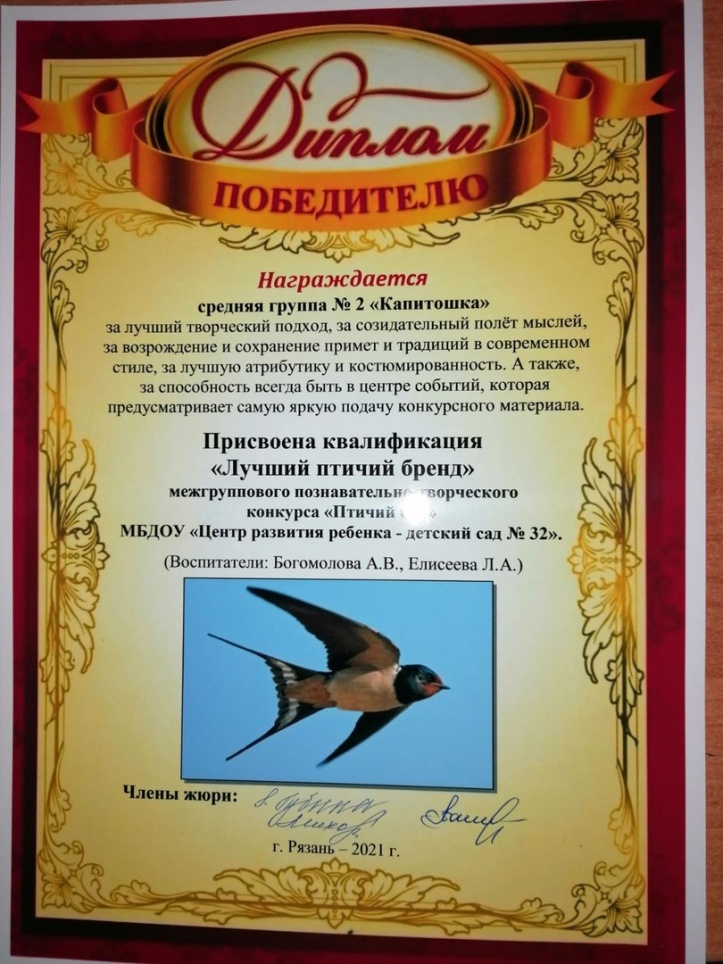 Диплом
ПОБЕДИТЕЛЮ
Награждается
средняя группа № 2 «Капитошка»
за лучший творческий подход, за созидательный полёт мыслей,
за возрождение и сохранение примет и традиций в современном
стиле, за лучшую атрибутику и костюмированность. А также,
за способность всегда быть в центре событий, которая
предусматривает самую яркую подачу конкурсного материала.
Присвоена квалификация
«Лучший птичий бренд»
межгруппового познавательно-творческого
конкурса «Птичий
МБДОУ «Центр развития ребенка - детский сад № 32».
(Воспитатели: Богомолова А.В., Елисеева Л.А.)
Члены жюри:
г. Рязань – 2021 г.